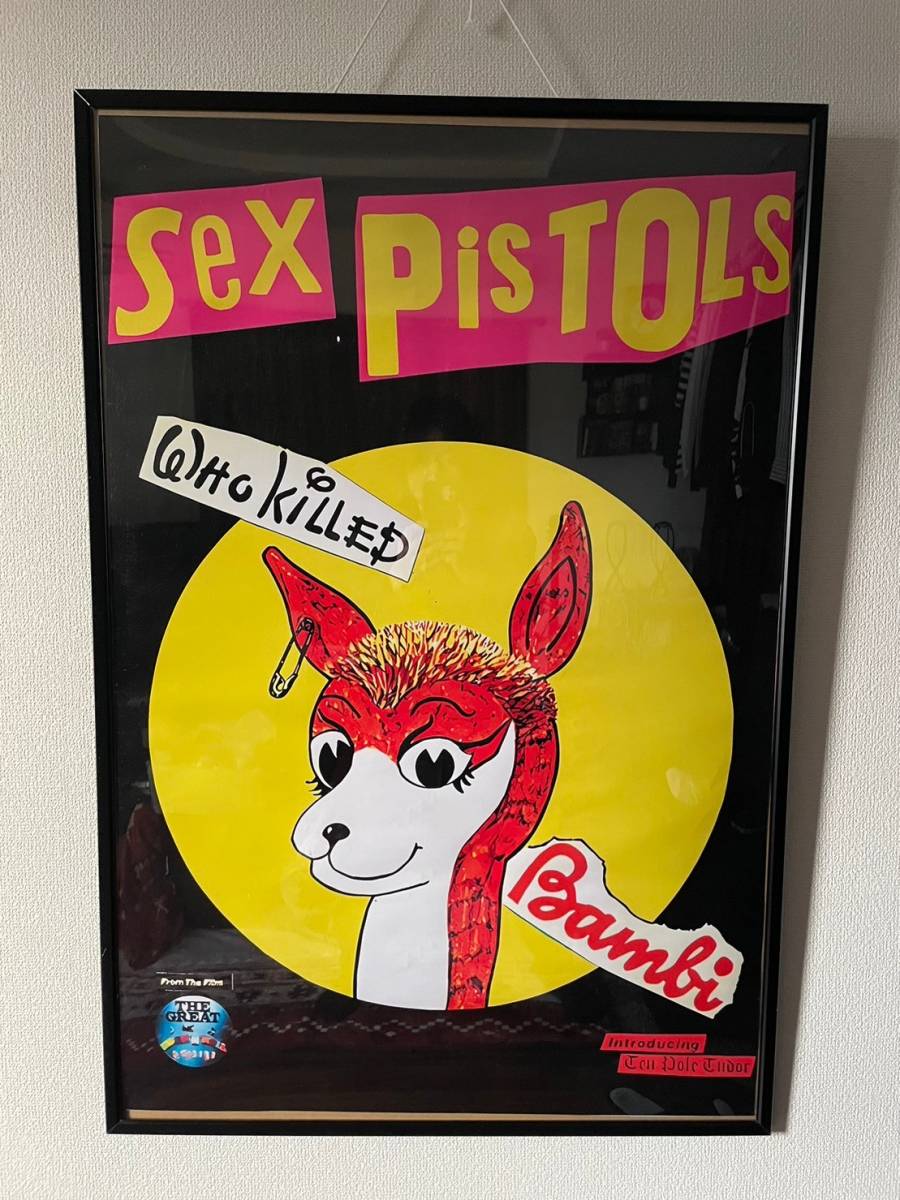 Sex PiSTOLS
WHO KiLLED
Bambi
From The Film
THE
GREAT
introducing
Ten Pole Tudor